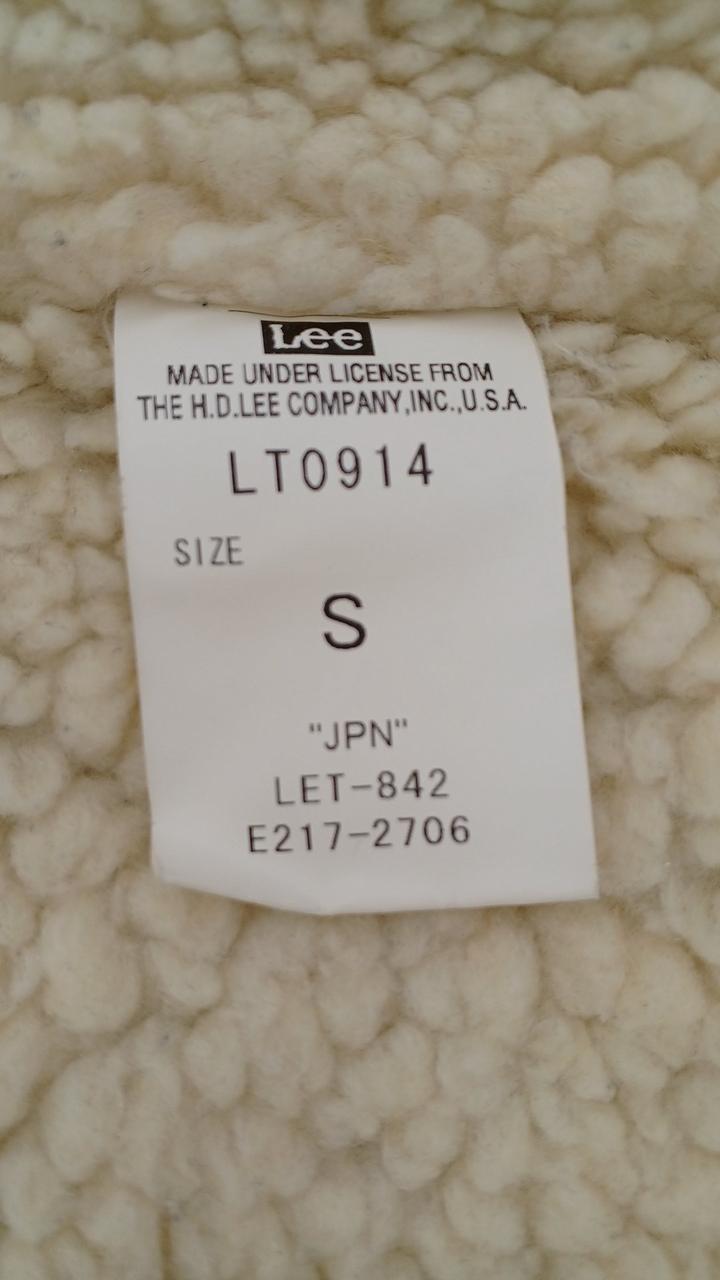 Lee
MADE UNDER LICENSE FROM
THE H.D.LEE COMPANY,INC.,U.S.A.
LT0914
SIZE
S
"JPN"
LET-842
E217-2706